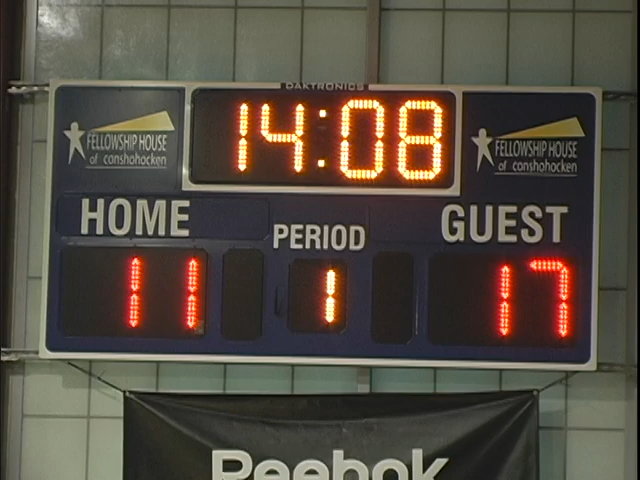 DAKTRONICS
14:08
FELLOWSHIP HOUSE
of conshohocken
FELLOWSHIP HOUSE
of conshohocken
HOME
PERIOD
GUEST
11
1
17
Reebok